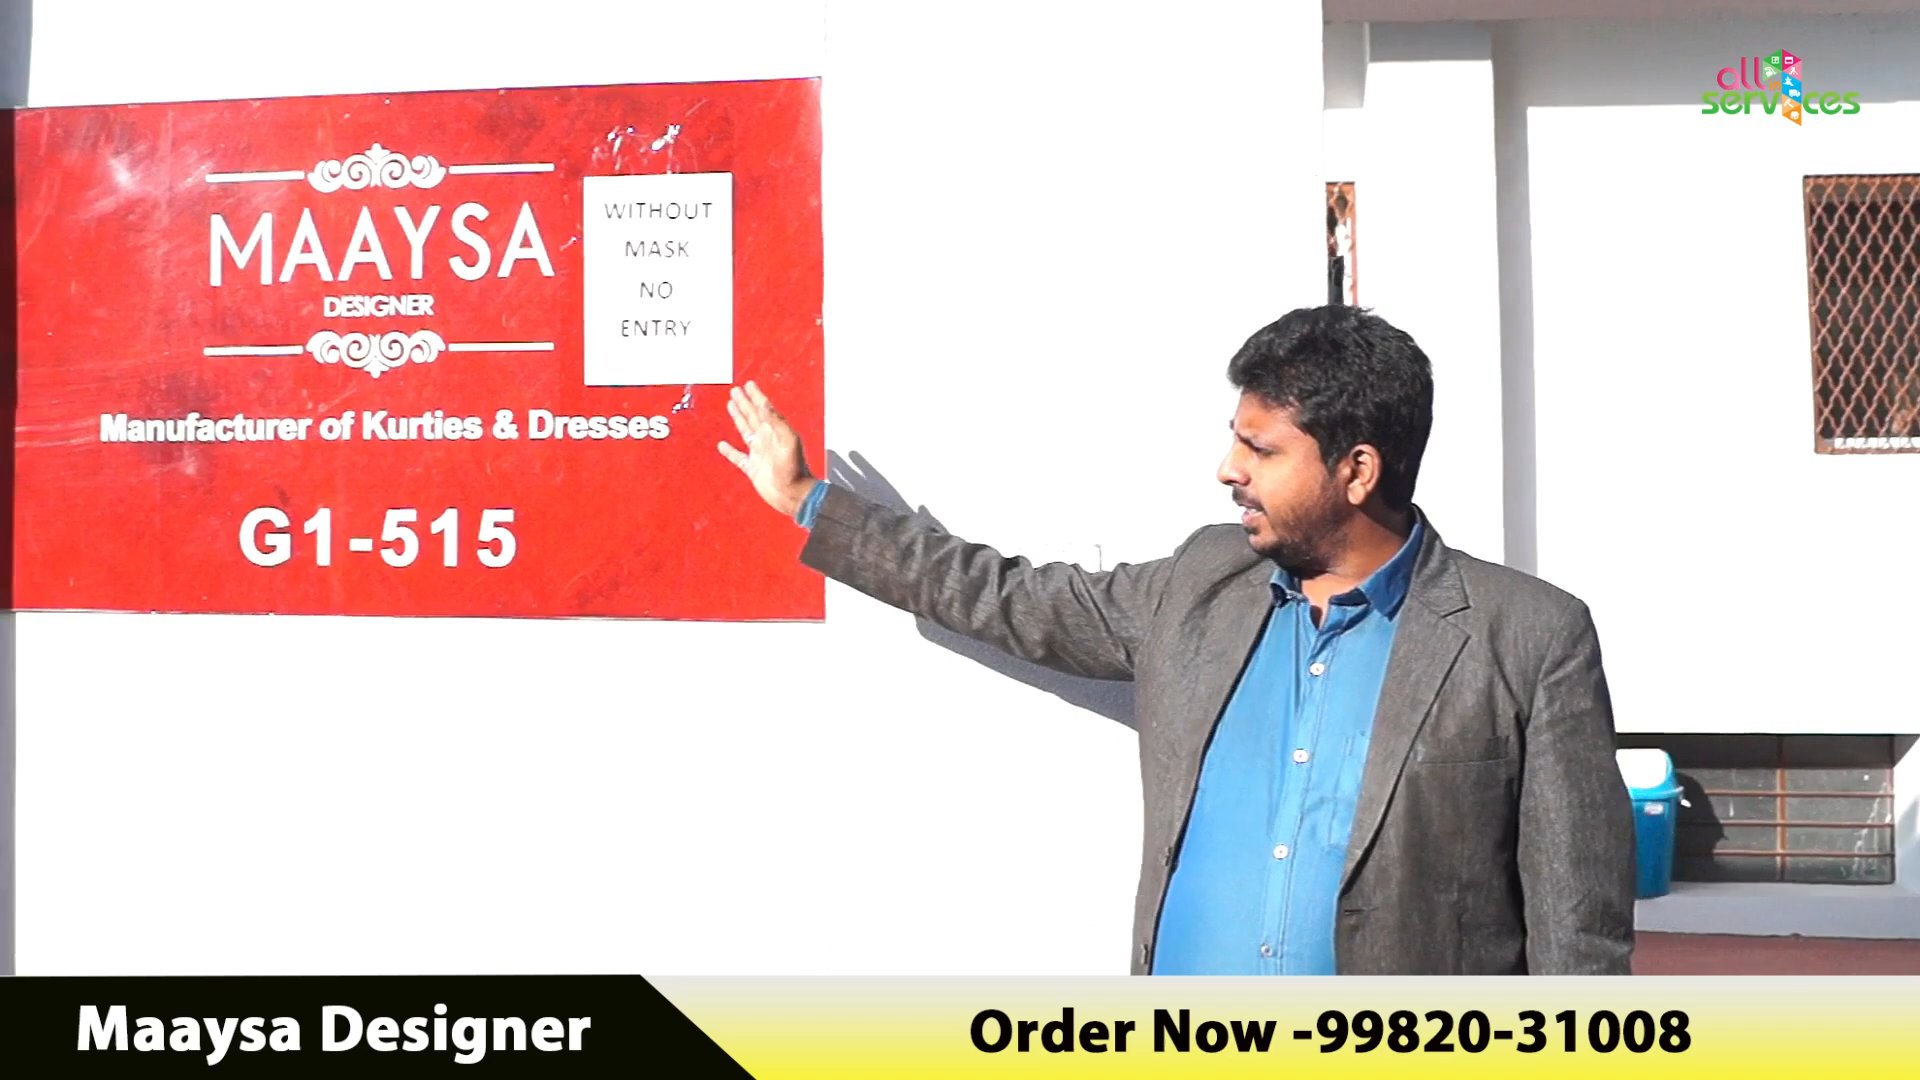 all in
services
MAAYSA
DESIGNER
WITHOUT
MASK
NO
ENTRY
Manufacturer of Kurties & Dresses
G1-515
Maaysa Designer
Order Now -99820-31008